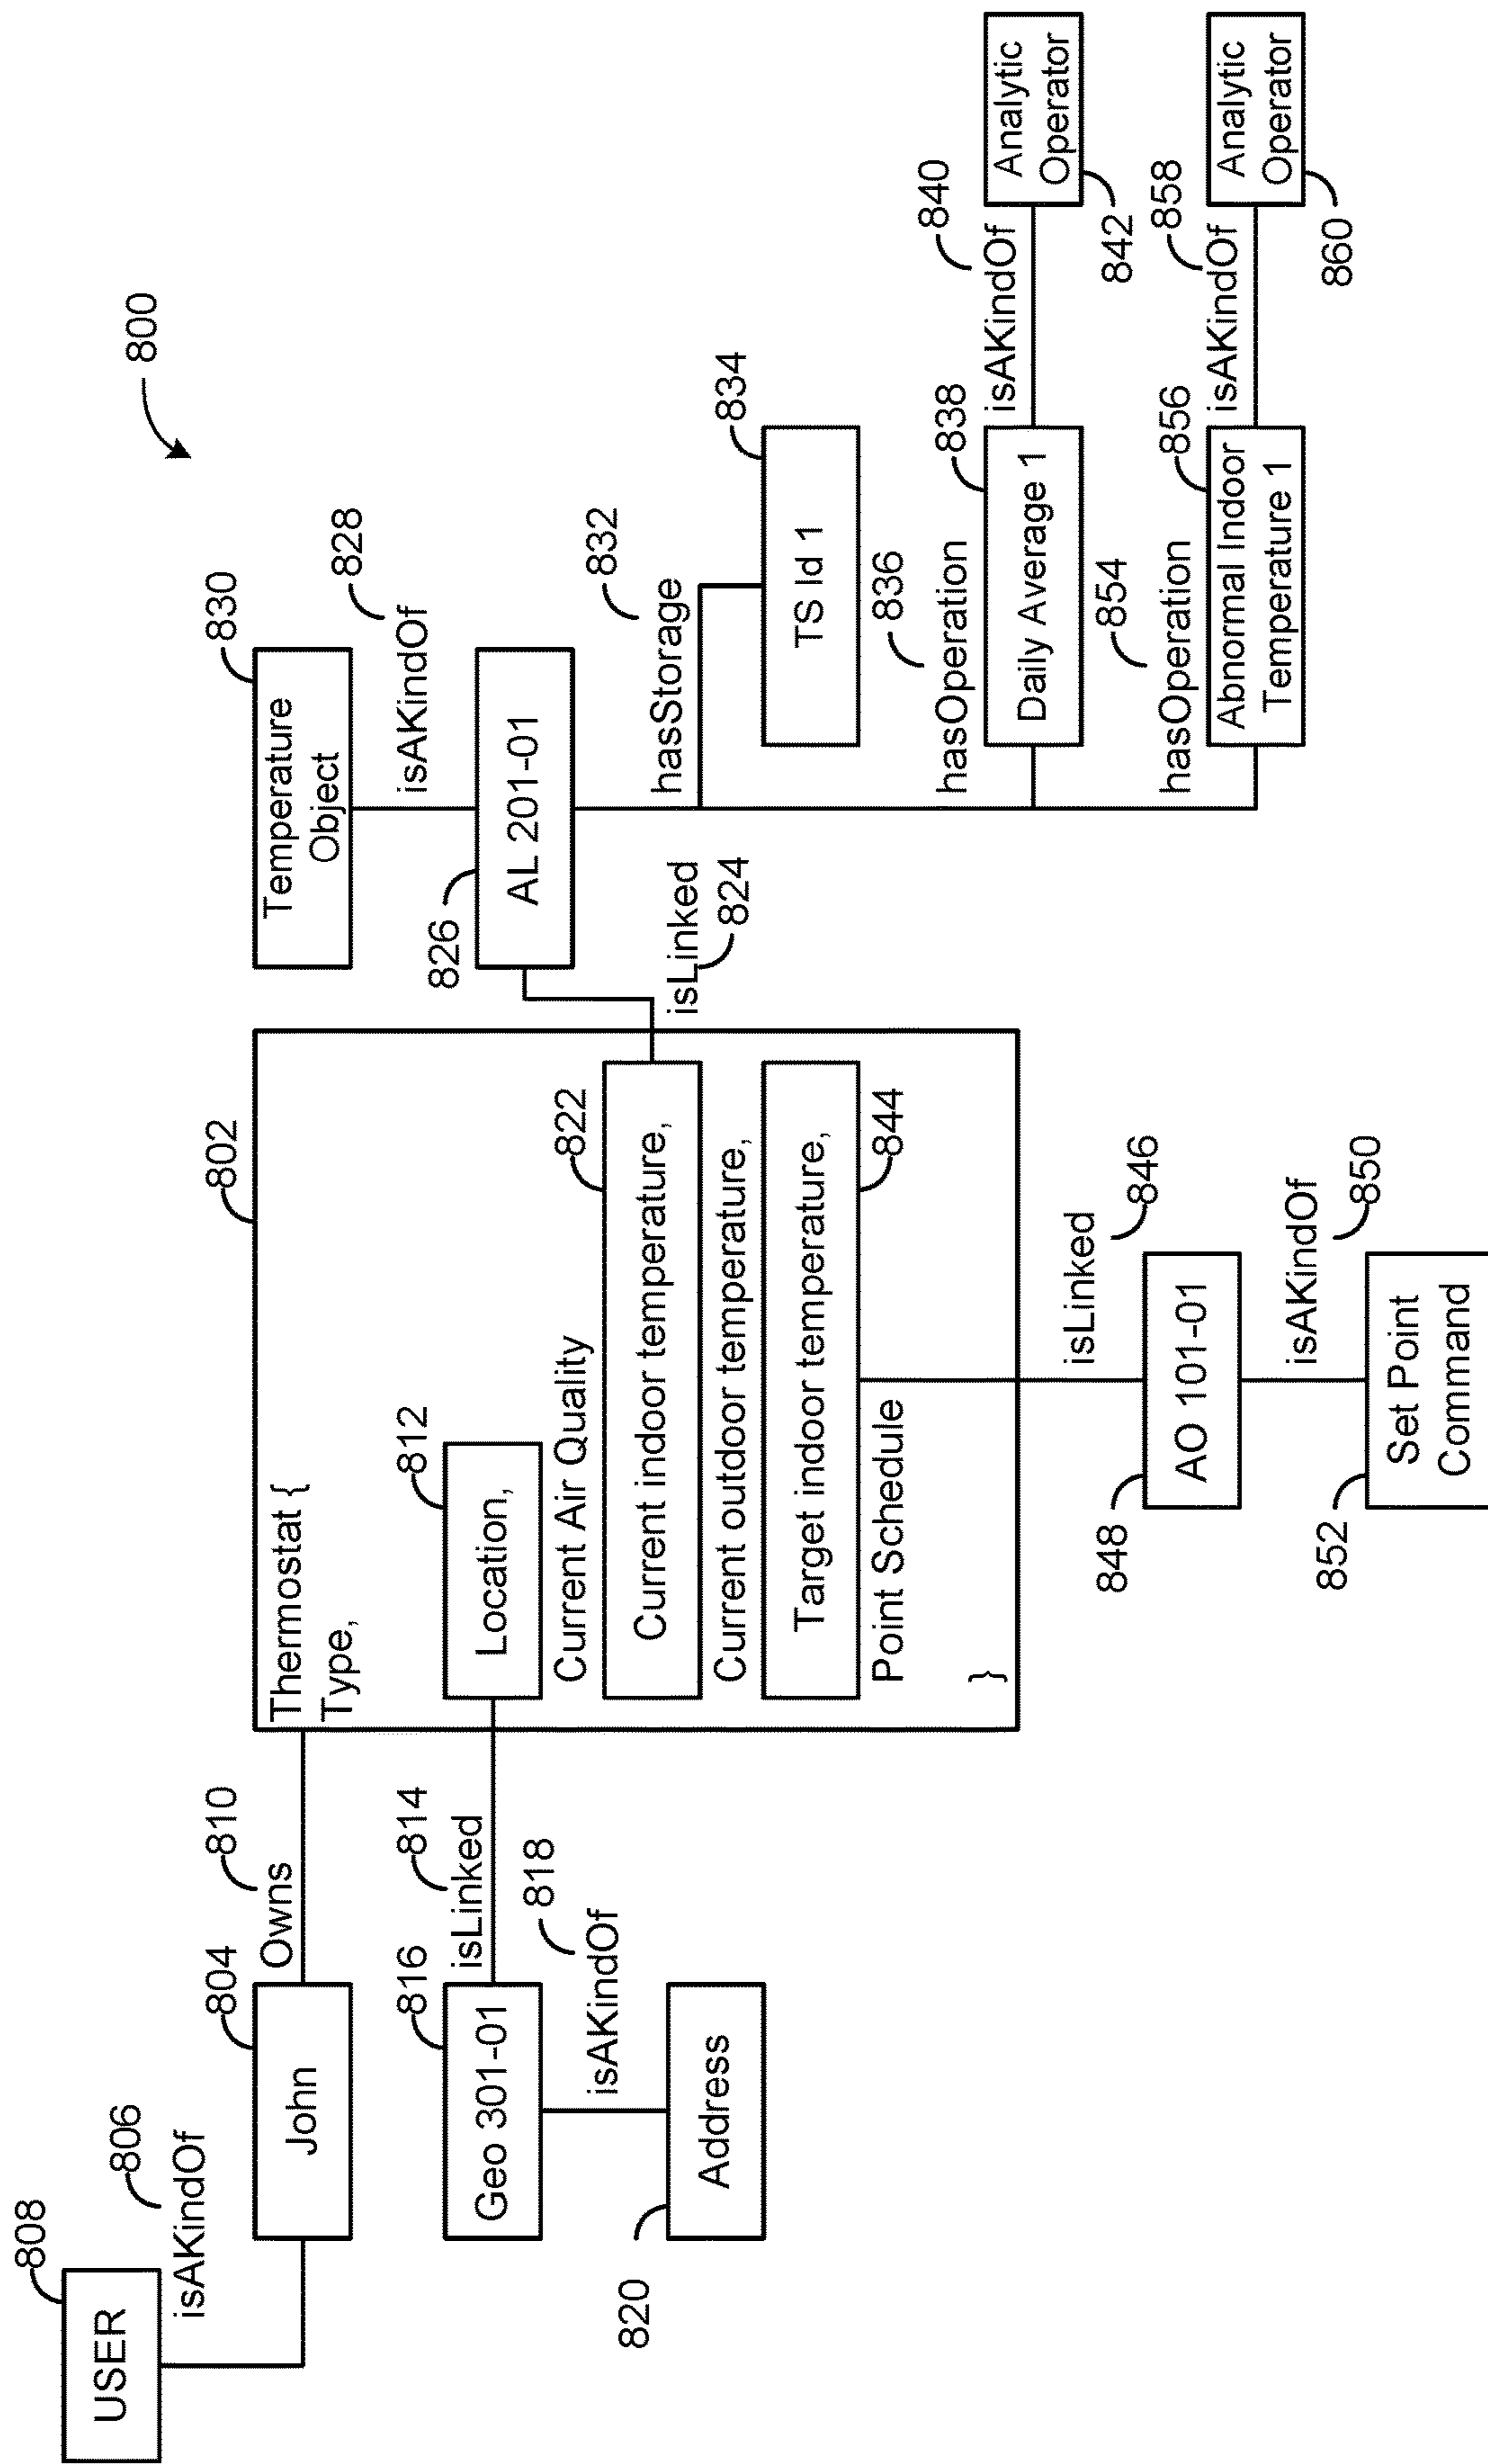 800
808
USER
806
isAKindOf
804
John
810
Owns
802
Thermostat {
Type,
812
Location,
Current Air Quality
822
Current indoor temperature,
Current outdoor temperature,
Target indoor temperature,
844
Point Schedule
}
816
Geo 301-01
814
isLinked
818
isAKindOf
820
Address
830
Temperature
Object
828
isAKindOf
826
AL 201-01
isLinked
824
832
hasStorage
834
TS Id 1
836
hasOperation
838
Daily Average 1
840
isAKindOf
842
Analytic
Operator
854
hasOperation
856
Abnormal Indoor
Temperature 1
858
isAKindOf
860
Analytic
Operator
isLinked
846
848
AO 101-01
isAKindOf
850
852
Set Point
Command